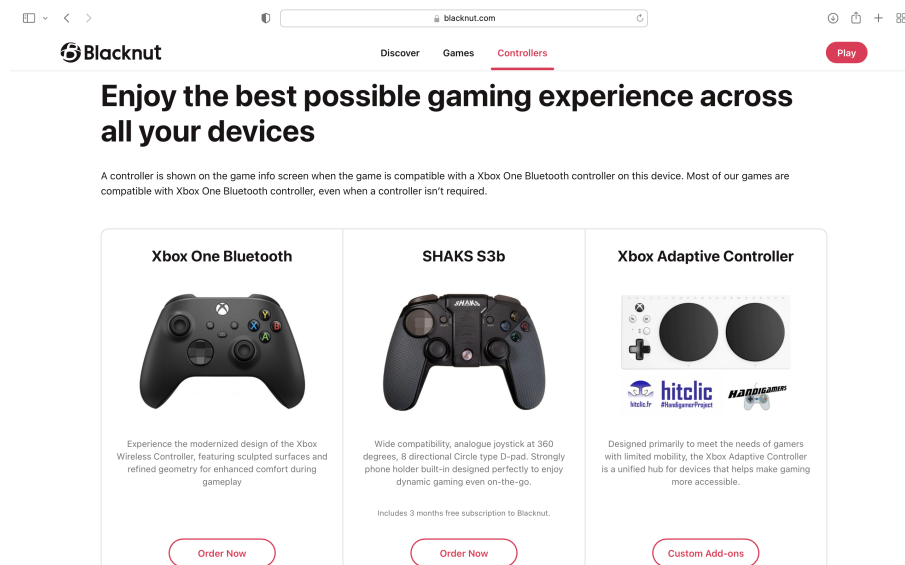 blacknut.com
Blacknut
Discover
Games
Controllers
Play
Enjoy the best possible gaming experience across
all your devices
A controller is shown on the game info screen when the game is compatible with a Xbox One Bluetooth controller on this device. Most of our games are
compatible with Xbox One Bluetooth controller, even when a controller isn't required.
Xbox One Bluetooth
Y
X
B
A
Experience the modernized design of the Xbox
Wireless Controller, featuring sculpted surfaces and
refined geometry for enhanced comfort during
gameplay
Order Now
SHAKS S3b
SHAKS
Wide compatibility, analogue joystick at 360
degrees, 8 directional Circle type D-pad. Strongly
phone holder built-in designed perfectly to enjoy
dynamic gaming even on-the-go.
Includes 3 months free subscription to Blacknut.
Order Now
Xbox Adaptive Controller
hitclic.fr
hitclic
#HandigamerProject
HANDIGAMERS
Designed primarily to meet the needs of gamers
with limited mobility, the Xbox Adaptive Controller
is a unified hub for devices that helps make gaming
more accessible.
Custom Add-ons